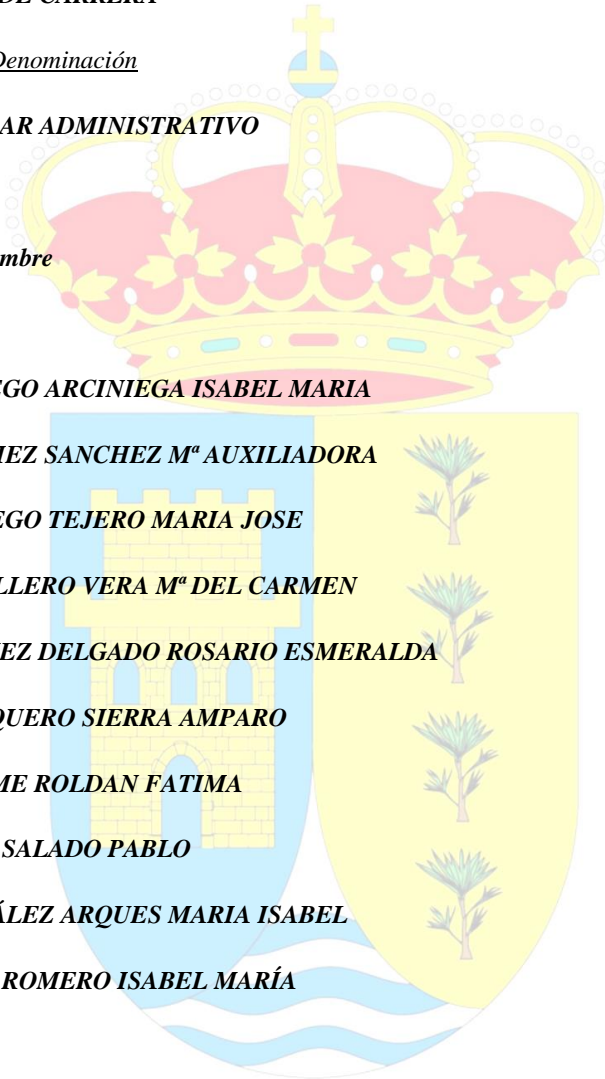 DE CARRERA
Denominación
AR ADMINISTRATIVO
mbre
EGO ARCINIEGA ISABEL MARIA
EZ SANCHEZ Mª AUXILIADORA
EGO TEJERO MARIA JOSE
LLERO VERA Mª DEL CARMEN
EZ DELGADO ROSARIO ESMERALDA
QUERO SIERRA AMPARO
ME ROLDAN FATIMA
SALADO PABLO
LEZ ARQUES MARIA ISABEL
ROMERO ISABEL MARÍA